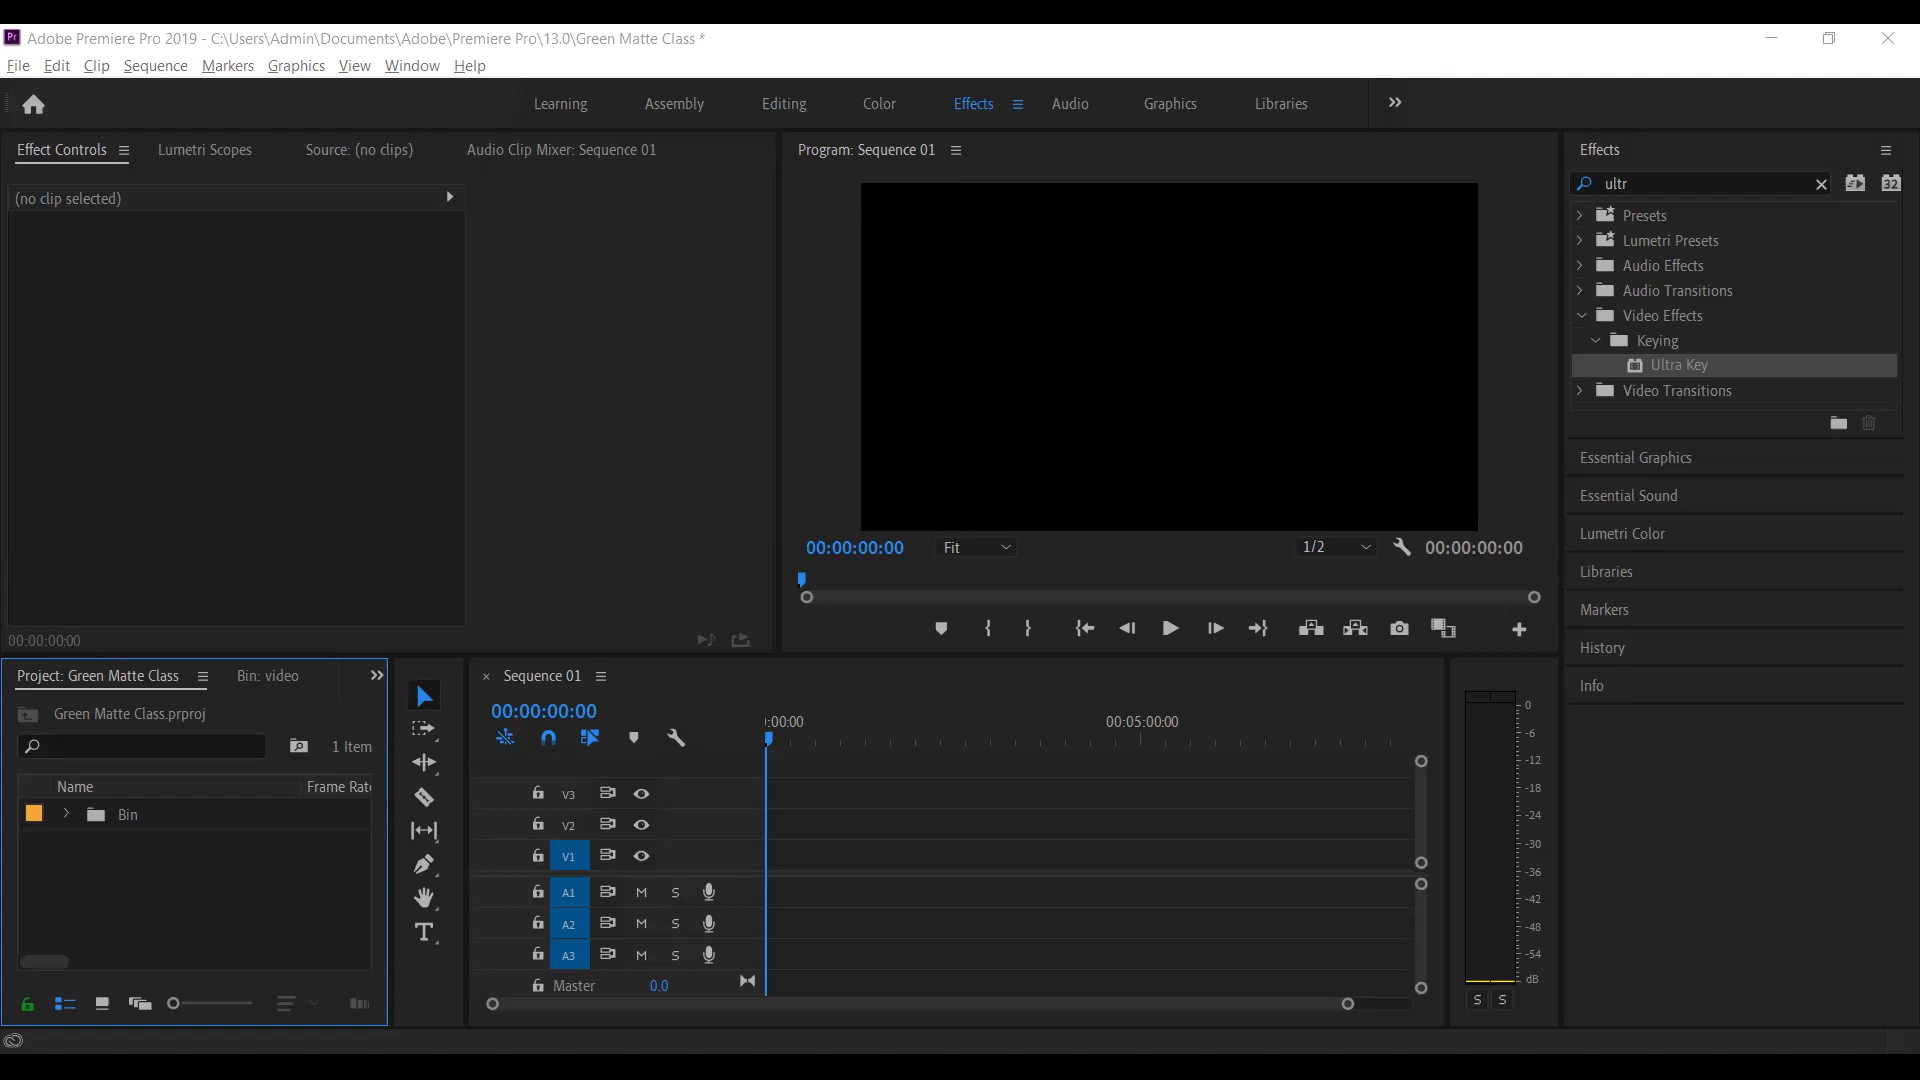 Pr Adobe Premiere Pro 2019 - C:\Users\Admin\Documents\Adobe\Premiere Pro\13.0\Green Matte Class *
File Edit Clip Sequence Markers Graphics View Window Help
Learning Assembly Editing Color Effects Audio Graphics Libraries
Effect Controls Lumetri Scopes Source: (no clips) Audio Clip Mixer: Sequence 01
(no clip selected)
00:00:00:00
Program: Sequence 01
00:00:00:00 Fit 1/2 00:00:00:00
Effects
ultr 32
Presets
Lumetri Presets
Audio Effects
Audio Transitions
Video Effects
Keying
Ultra Key
Video Transitions
Essential Graphics
Essential Sound
Lumetri Color
Libraries
Markers
History
Info
Project: Green Matte Class Bin: video
Green Matte Class.prproj
1 Item
Name Frame Rate
Bin
Sequence 01
00:00:00:00
:00:00 00:05:00:00
V3
V2
V1
A1 M S
A2 M S
A3 M S
Master 0.0
0
-6
-12
-18
-24
-30
-36
-42
-48
-54
dB
S S